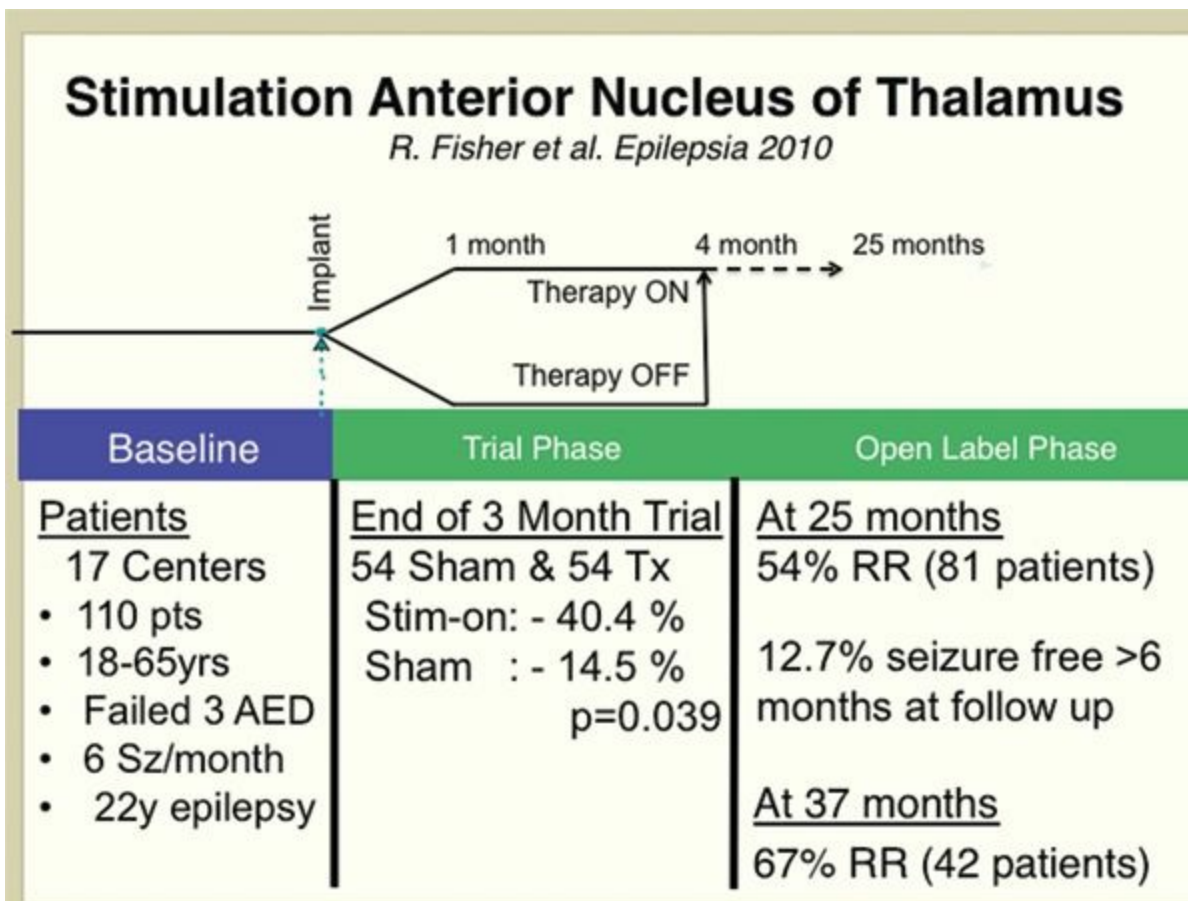 Stimulation Anterior Nucleus of Thalamus
R. Fisher et al. Epilepsia 2010
Implant
1 month
4 month
25 months
Therapy ON
Therapy OFF
Baseline
Trial Phase
Open Label Phase
Patients
17 Centers
• 110 pts
• 18-65yrs
• Failed 3 AED
• 6 Sz/month
• 22y epilepsy
End of 3 Month Trial
54 Sham & 54 Tx
Stim-on: - 40.4 %
Sham : - 14.5 %
p=0.039
At 25 months
54% RR (81 patients)
12.7% seizure free >6
months at follow up
At 37 months
67% RR (42 patients)